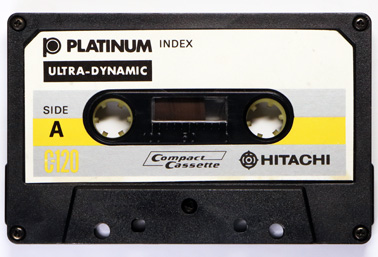 PLATINUM INDEX
ULTRA-DYNAMIC
SIDE
A
C120
Compact
Cassette
HITACHI